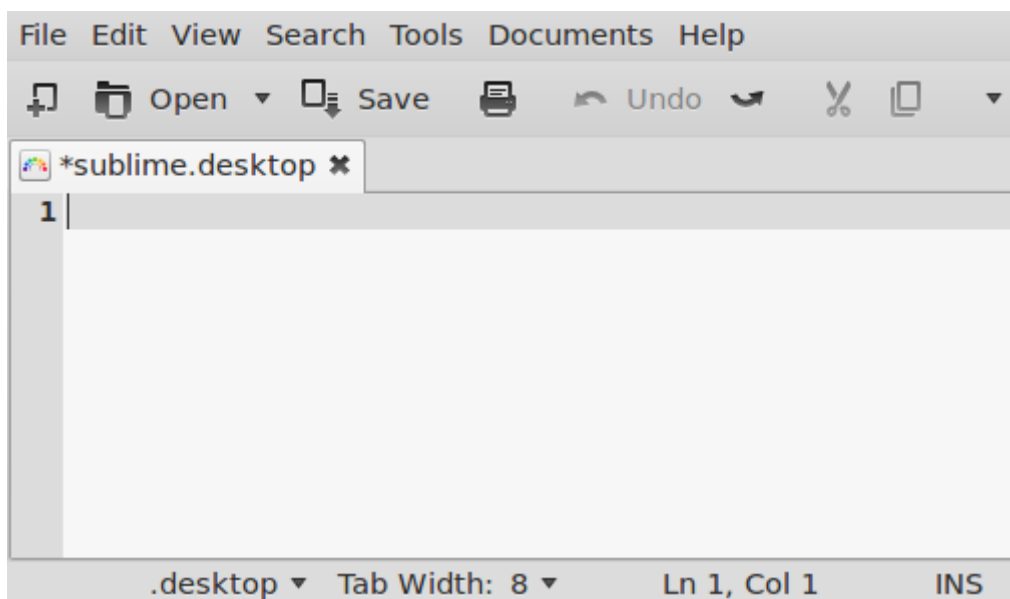 File Edit View Search Tools Documents Help
Open Save Undo
*sublime.desktop
1
.desktop Tab Width: 8 Ln 1, Col 1 INS